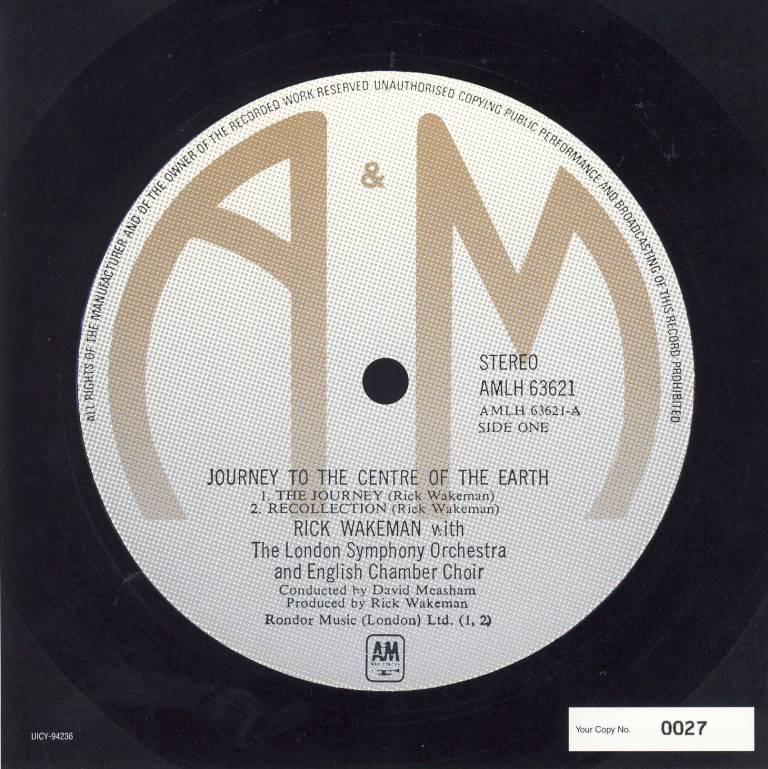 ALL RIGHTS OF THE MANUFACTURER AND OF THE OWNER OF THE RECORDED WORK RESERVED UNAUTHORISED COPYING PUBLIC PERFORMANCE AND BROADCASTING OF THIS RECORD PROHIBITED
A & M
STEREO
AMLH 63621
AMLH 63621-A
SIDE ONE
JOURNEY TO THE CENTRE OF THE EARTH
1. THE JOURNEY (Rick Wakeman)
2. RECOLLECTION (Rick Wakeman)
RICK WAKEMAN with
The London Symphony Orchestra
and English Chamber Choir
Conducted by David Measham
Produced by Rick Wakeman
Rondor Music (London) Ltd. (1, 2)
AM
UICY-94236
Your Copy No. 0027